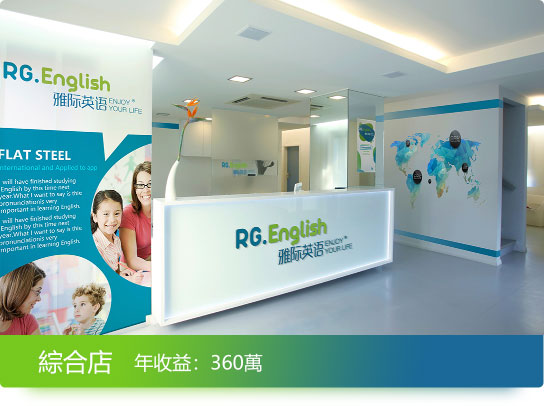 RG.English
雅际英语 ENJOY YOUR LIFE®
FLAT STEEL
International and Applied to app
will have finished studying
English by this time next
year.What I want to say is this
pronunciationis very
important in learning English.
will have finished studying
English by this time next
year.What I want to say is this
pronunciationis very
important in learning English.
RG.English
RG.English
雅际英语 ENJOY YOUR LIFE®
綜合店 年收益：360萬